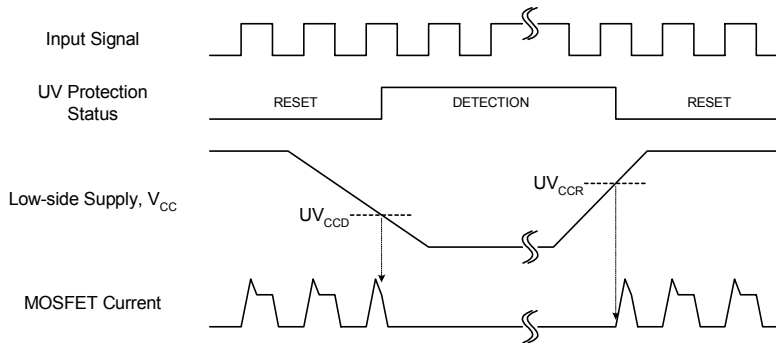 Input Signal
UV Protection
Status
RESET
DETECTION
RESET
Low-side Supply, VCC
UVCCD
UVCCR
MOSFET Current